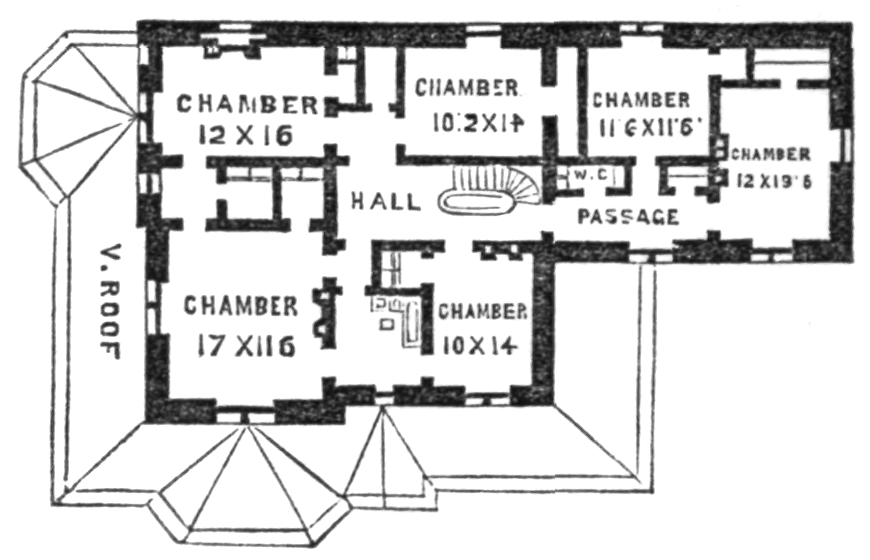 CHAMBER
12 X 16
CHAMBER
10.2 X 14
CHAMBER
11'6 X 11'6'
CHAMBER
12 X 13'6
W.C
HALL
PASSAGE
V. ROOF
CHAMBER
17 X 11 6
CHAMBER
10 X 14